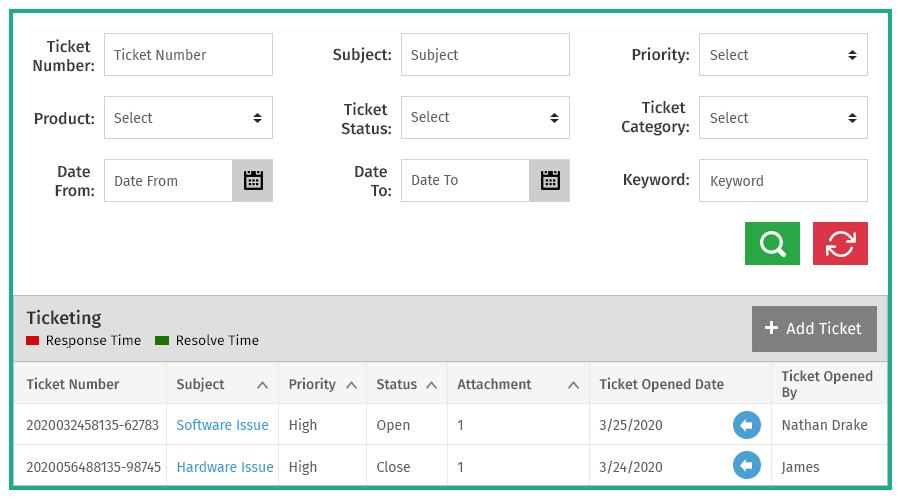 Ticket Number: Ticket Number Subject: Subject Priority: Select
Product: Select Ticket Status: Select Ticket Category: Select
Date From: Date From Date To: Date To Keyword: Keyword
Ticketing
Response Time Resolve Time
+ Add Ticket
Ticket Number Subject Priority Status Attachment Ticket Opened Date Ticket Opened By
2020032458135-62783 Software Issue High Open 1 3/25/2020 Nathan Drake
2020056488135-98745 Hardware Issue High Close 1 3/24/2020 James